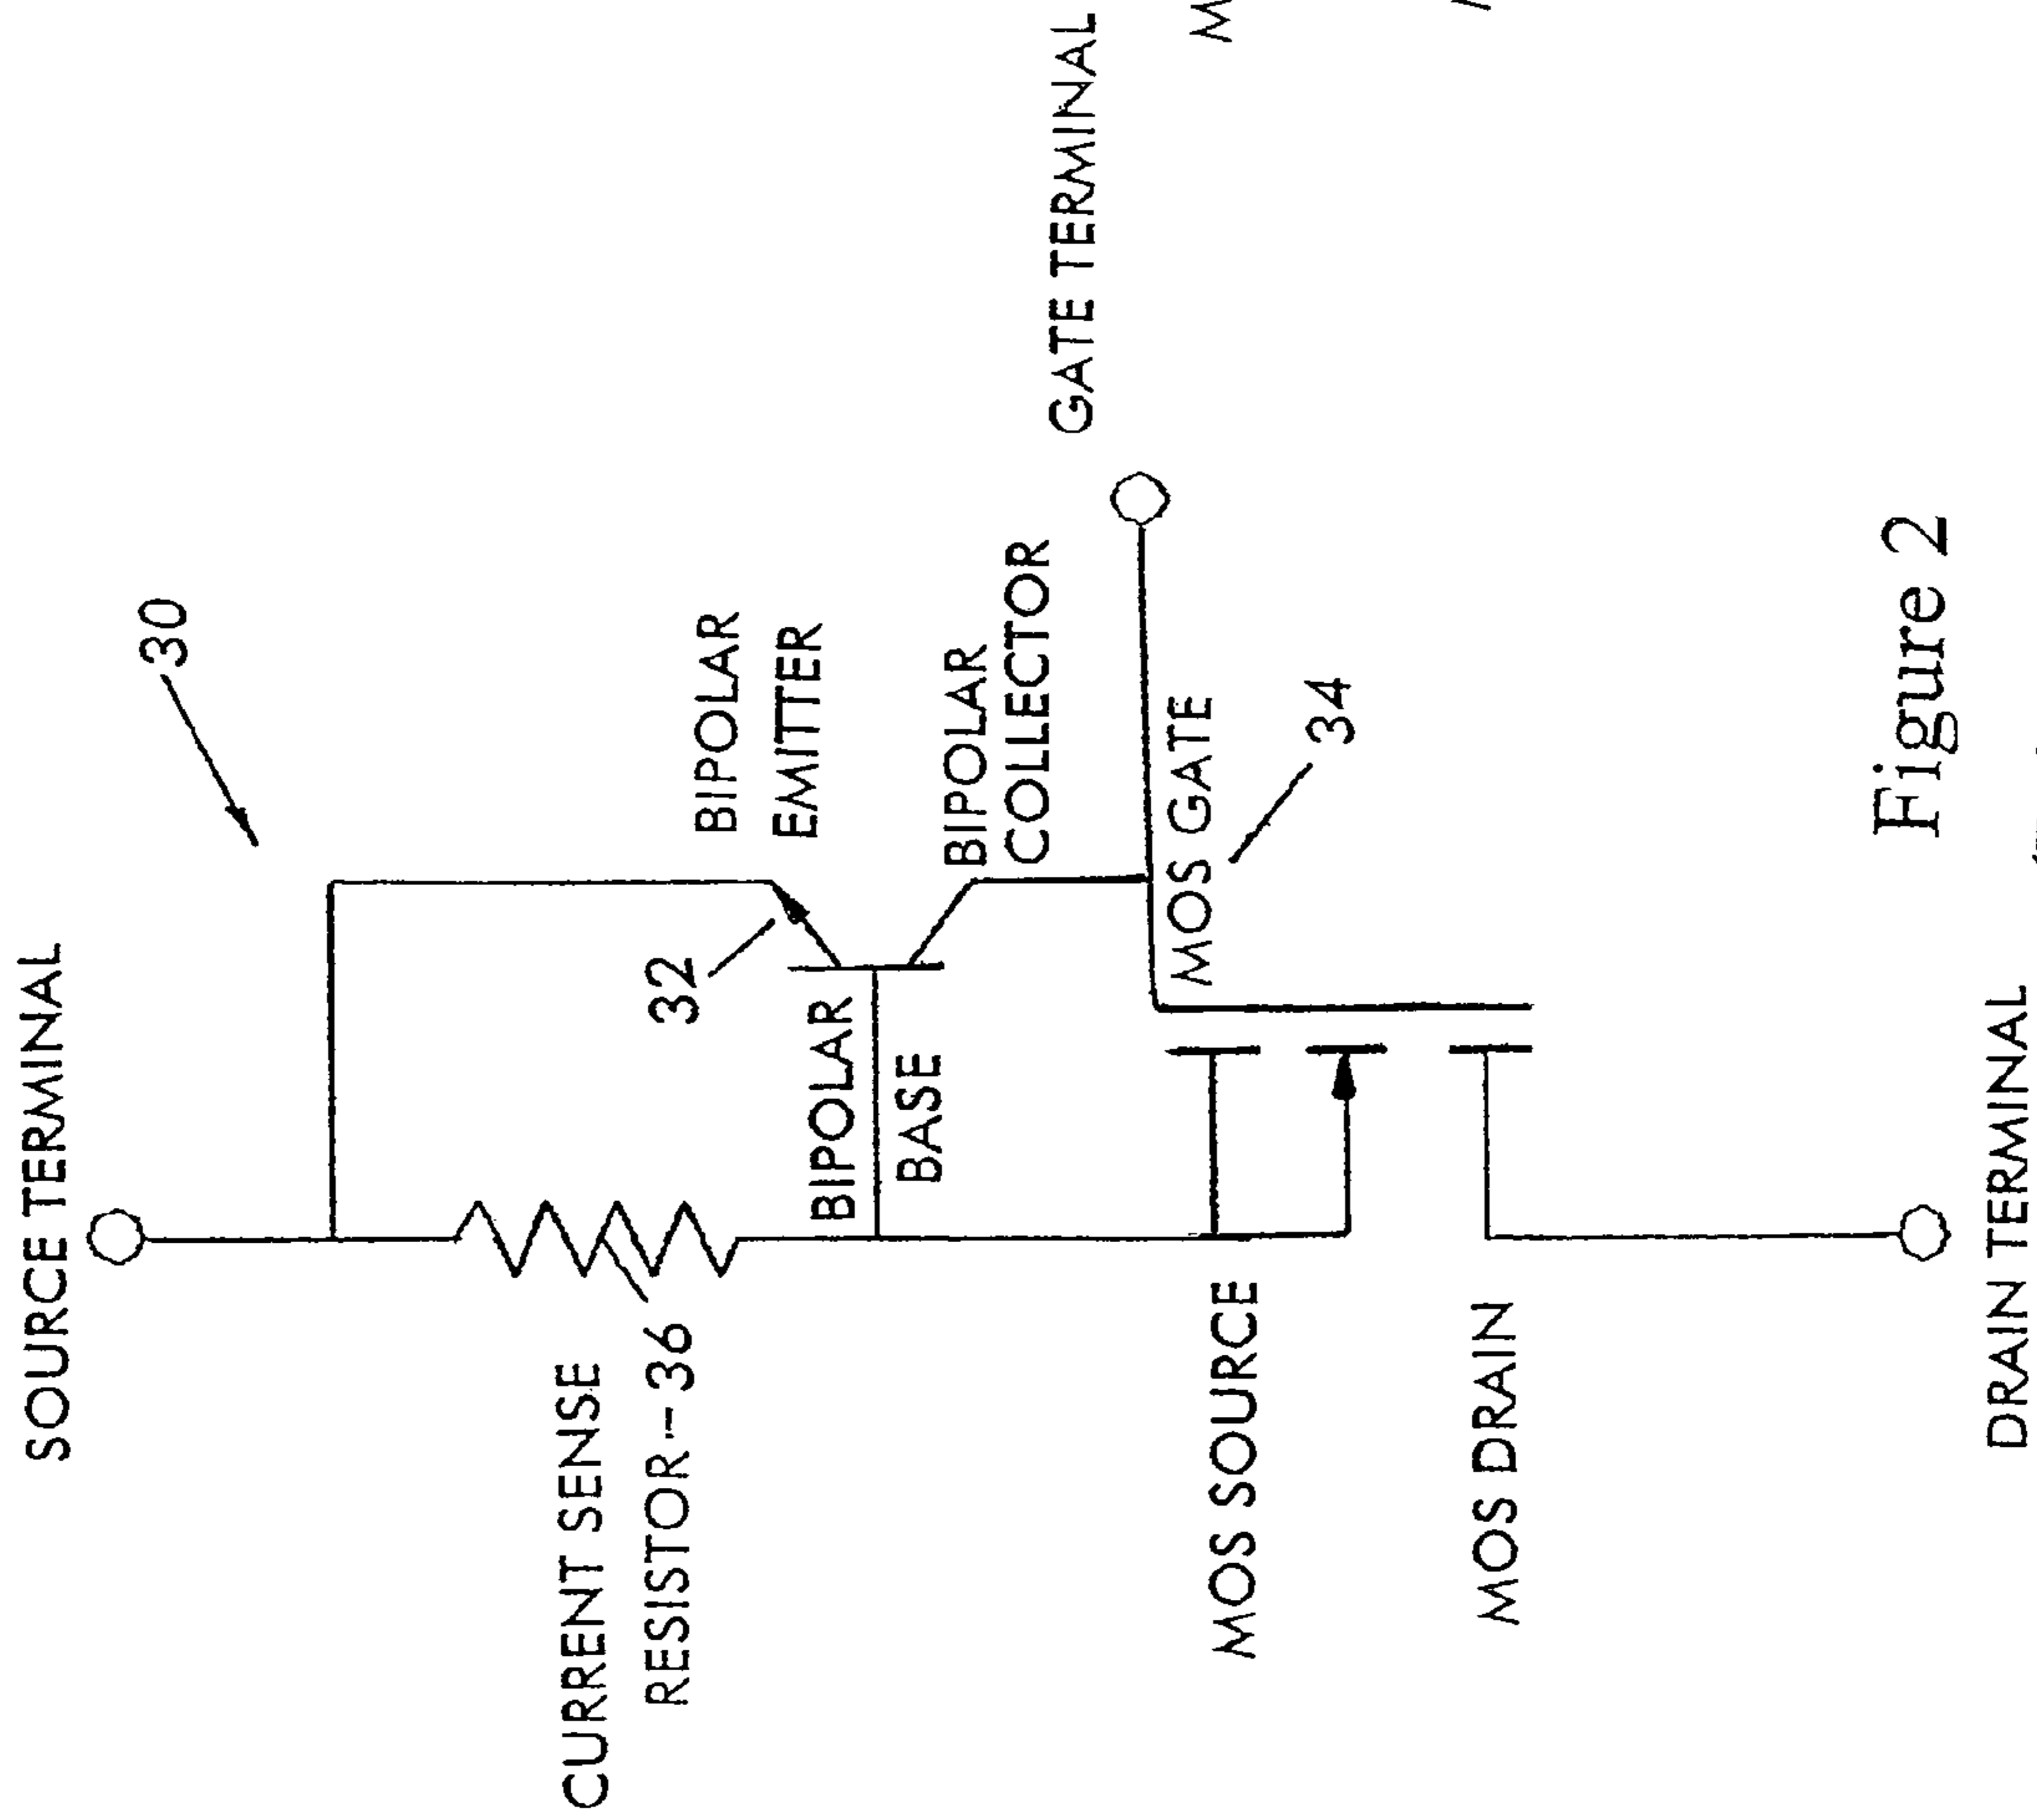 SOURCE TERMINAL
30
CURRENT SENSE
RESISTOR--36
32
BIPOLAR
EMITTER
BIPOLAR
BASE
BIPOLAR
COLLECTOR
GATE TERMINAL
MOS GATE
34
MOS SOURCE
MOS DRAIN
DRAIN TERMINAL
Figure 2